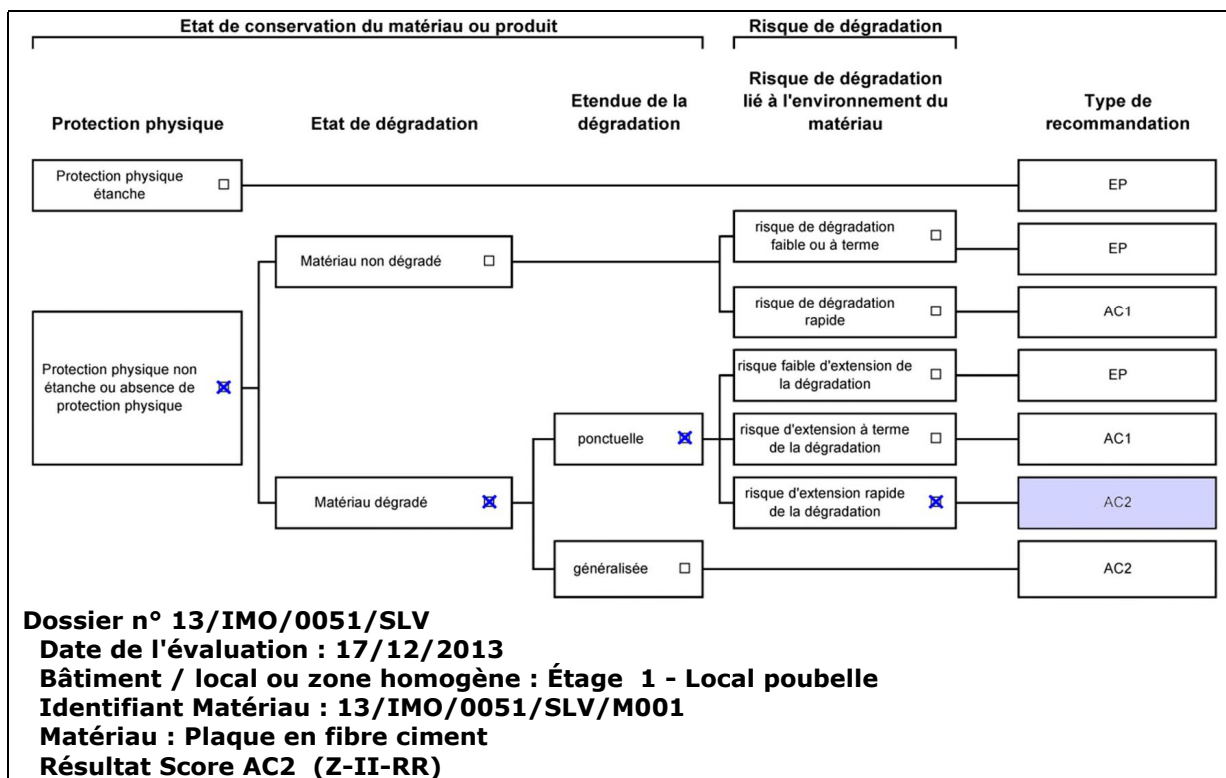 Etat de conservation du matériau ou produit
Risque de dégradation
Protection physique
Etat de dégradation
Etendue de la
dégradation
Risque de dégradation
lié à l'environnement du
matériau
Type de
recommandation
Protection physique
étanche
EP
Matériau non dégradé
risque de dégradation
faible ou à terme
EP
risque de dégradation
rapide
AC1
Protection physique non
étanche ou absence de
protection physique
risque faible d'extension de
la dégradation
EP
ponctuelle
risque d'extension à terme
de la dégradation
AC1
Matériau dégradé
risque d'extension rapide
de la dégradation
AC2
généralisée
AC2
Dossier n° 13/IMO/0051/SLV
Date de l'évaluation : 17/12/2013
Bâtiment / local ou zone homogène : Étage 1 - Local poubelle
Identifiant Matériau : 13/IMO/0051/SLV/M001
Matériau : Plaque en fibre ciment
Résultat Score AC2 (Z-II-RR)